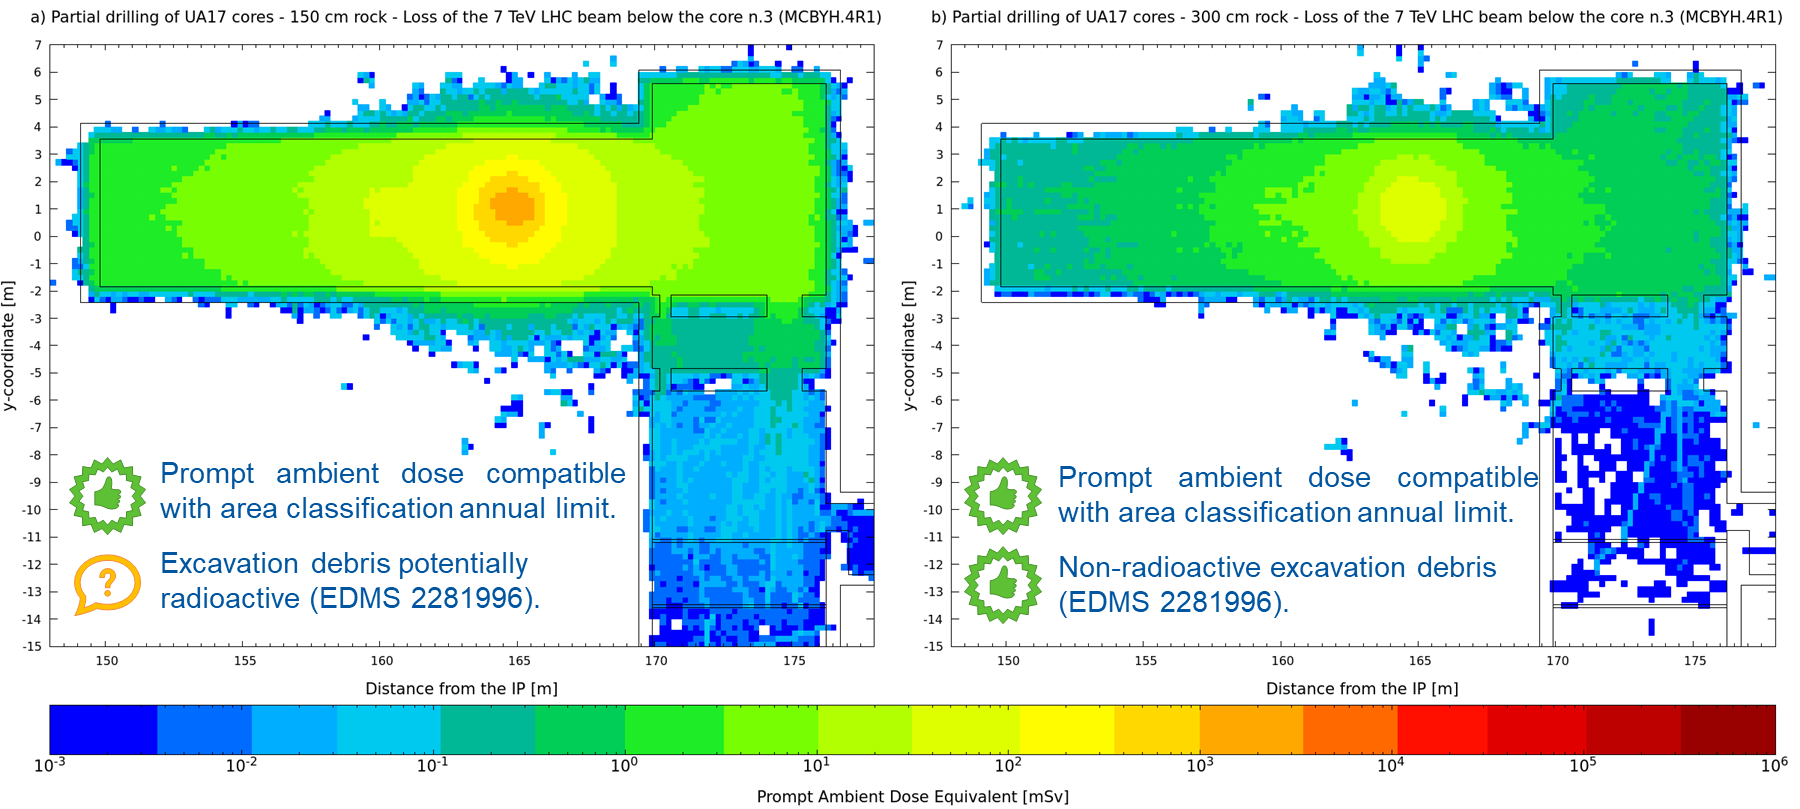 a) Partial drilling of UA17 cores - 150 cm rock - Loss of the 7 TeV LHC beam below the core n.3 (MCBYH.4R1)
7
6
5
4
3
2
1
0
-1
-2
-3
-4
-5
-6
-7
-8
-9
-10
-11
-12
-13
-14
-15
y-coordinate [m]
Prompt ambient dose compatible
with area classification annual limit.
?
Excavation debris potentially
radioactive (EDMS 2281996).
150 155 160 165 170 175
Distance from the IP [m]
b) Partial drilling of UA17 cores - 300 cm rock - Loss of the 7 TeV LHC beam below the core n.3 (MCBYH.4R1)
7
6
5
4
3
2
1
0
-1
-2
-3
-4
-5
-6
-7
-8
-9
-10
-11
-12
-13
-14
-15
y-coordinate [m]
Prompt ambient dose compatible
with area classification annual limit.
Non-radioactive excavation debris
(EDMS 2281996).
150 155 160 165 170 175
Distance from the IP [m]
10⁻³ 10⁻² 10⁻¹ 10⁰ 10¹ 10² 10³ 10⁴ 10⁵ 10⁶
Prompt Ambient Dose Equivalent [mSv]